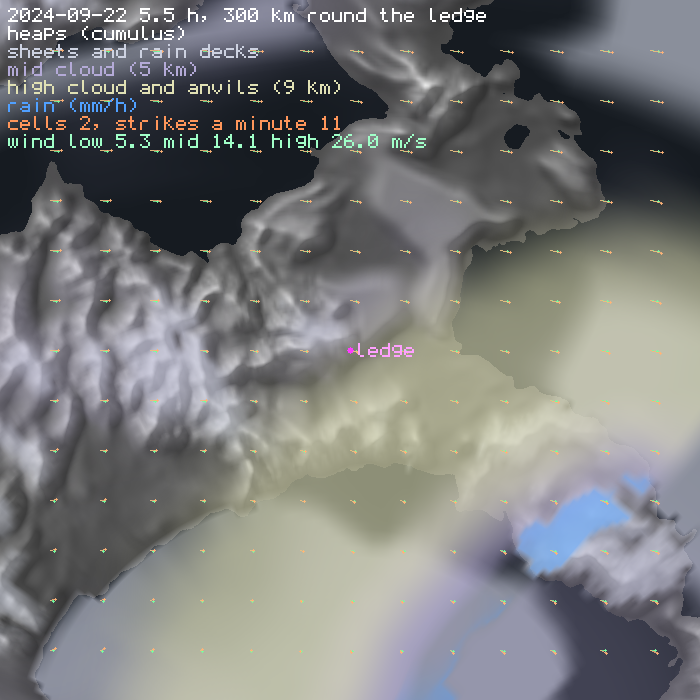 2024-09-22 5.5 h, 300 km round the ledge
heaPs (cumulus)
sheets and rain decks
mid cloud (5 km)
high cloud and anvils (9 km)
rain (mm/h)
cells 2, strikes a minute 11
wind low 5.3 mid 14.1 high 26.0 m/s
ledge